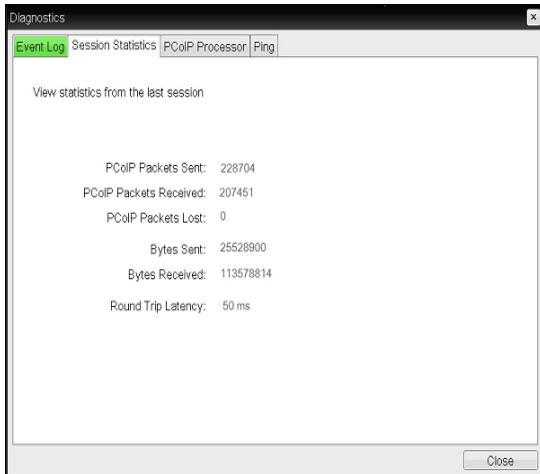 Diagnostics
Event Log Session Statistics PCoIP Processor Ping
View statistics from the last session
PCoIP Packets Sent: 228704
PCoIP Packets Received: 207451
PCoIP Packets Lost: 0
Bytes Sent: 25528900
Bytes Received: 113578814
Round Trip Latency: 50 ms
Close